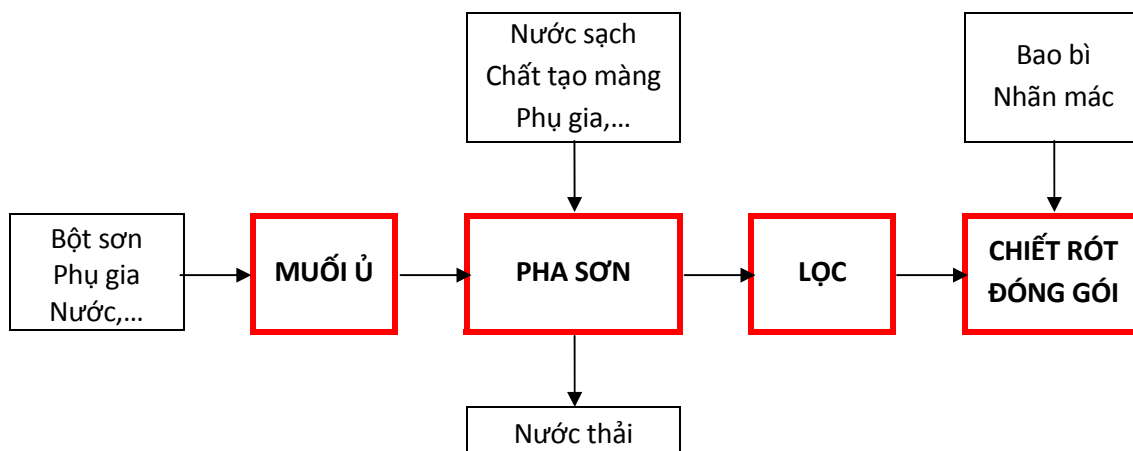 Nước sạch
Chất tạo màng
Phụ gia,…
Bao bì
Nhãn mác
Bột sơn
Phụ gia
Nước,…
MUỐI Ủ
PHA SƠN
LỌC
CHIẾT RÓT
ĐÓNG GÓI
Nước thải